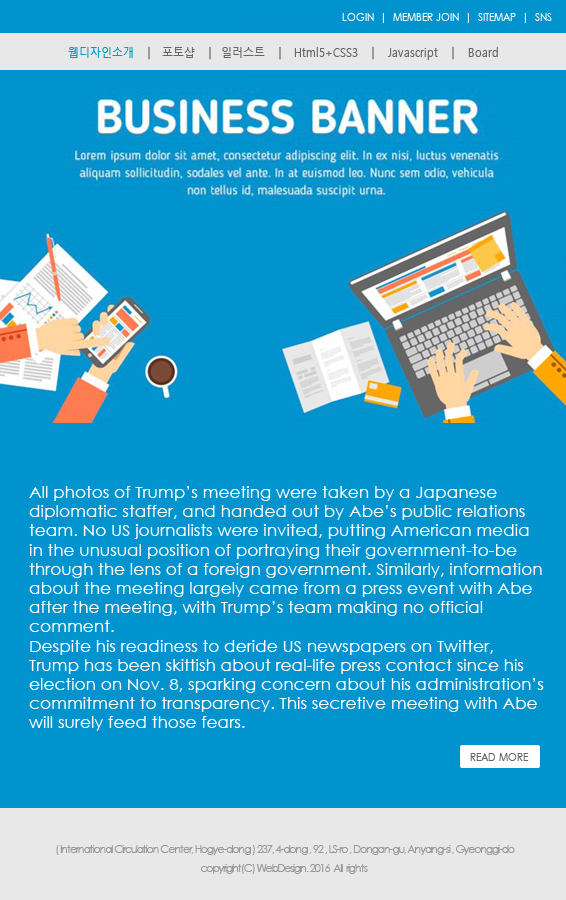 LOGIN | MEMBER JOIN | SITEMAP | SNS
웹디자인소개 | 포토샵 | 일러스트 | Html5+CSS3 | Javascript | Board
BUSINESS BANNER
Lorem ipsum dolor sit amet, consectetur adipiscing elit. In ex nisi, luctus venenatis
aliquam sollicitudin, sodales vel ante. In at euismod leo. Nunc sem odio, vehicula
non tellus id, malesuada suscipit urna.
All photos of Trump's meeting were taken by a Japanese
diplomatic staffer, and handed out by Abe's public relations
team. No US journalists were invited, putting American media
in the unusual position of portraying their government-to-be
through the lens of a foreign government. Similarly, information
about the meeting largely came from a press event with Abe
after the meeting, with Trump's team making no official
comment.
Despite his readiness to deride US newspapers on Twitter,
Trump has been skittish about real-life press contact since his
election on Nov. 8, sparking concern about his administration's
commitment to transparency. This secretive meeting with Abe
will surely feed those fears.
READ MORE
( International Circulation Center, Hogye-dong ) 237, 4-dong , 92 , LS-ro , Dongan-gu, Anyang-si , Gyeonggi-do
copyright(C) WebDesign. 2016 All rights